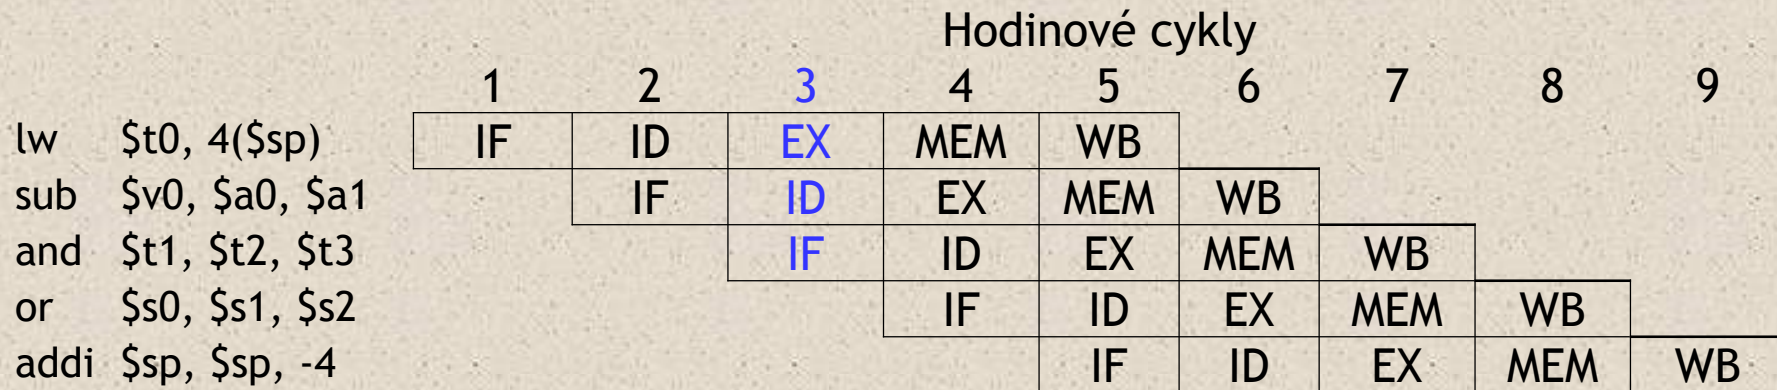 Hodinové cykly
1 2 3 4 5 6 7 8 9
lw $t0, 4($sp) IF ID EX MEM WB
sub $v0, $a0, $a1 IF ID EX MEM WB
and $t1, $t2, $t3 IF ID EX MEM WB
or $s0, $s1, $s2 IF ID EX MEM WB
addi $sp, $sp, -4 IF ID EX MEM WB